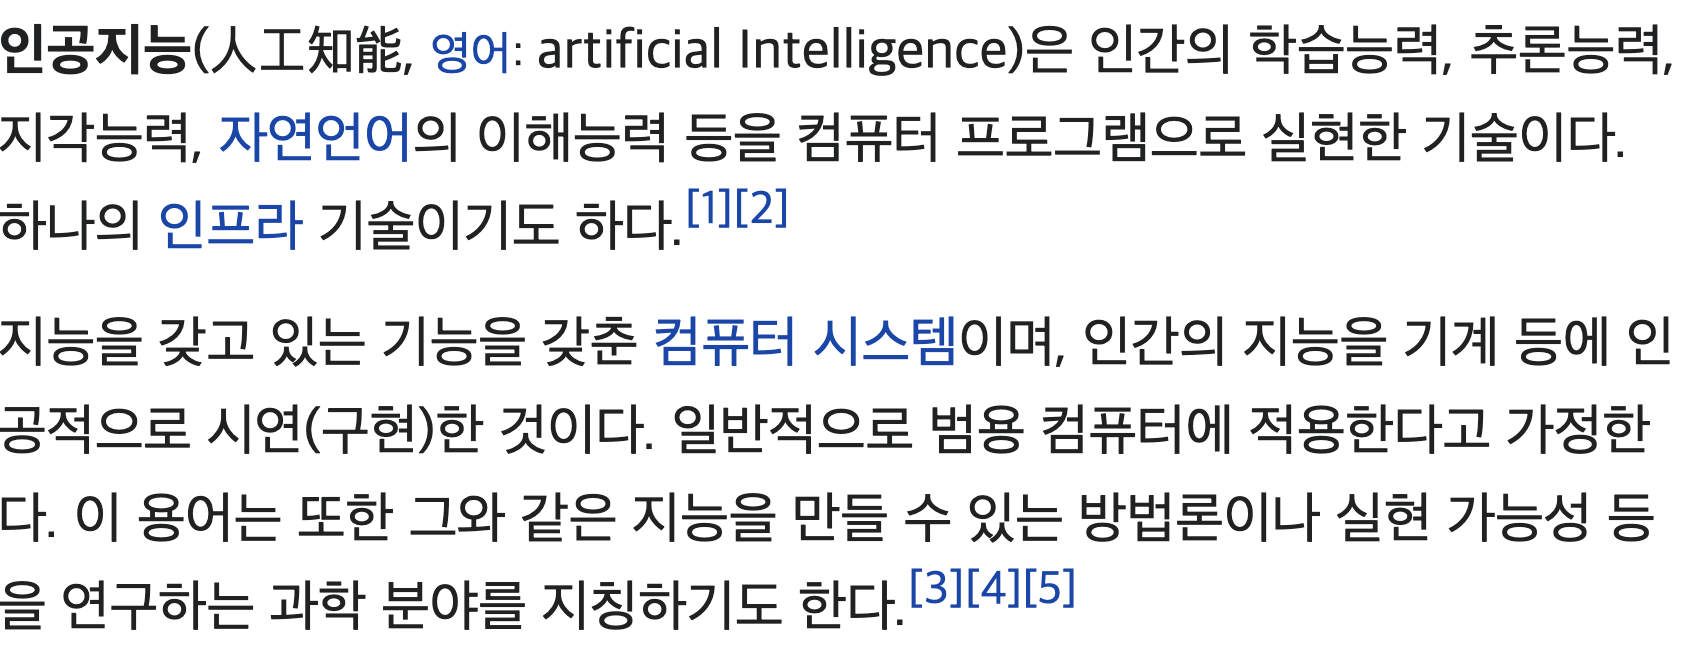 인공지능(人工知能, 영어: artificial Intelligence)은 인간의 학습능력, 추론능력,
지각능력, 자연언어의 이해능력 등을 컴퓨터 프로그램으로 실현한 기술이다.
하나의 인프라 기술이기도 하다.[1][2]
지능을 갖고 있는 기능을 갖춘 컴퓨터 시스템이며, 인간의 지능을 기계 등에 인
공적으로 시연(구현)한 것이다. 일반적으로 범용 컴퓨터에 적용한다고 가정한
다. 이 용어는 또한 그와 같은 지능을 만들 수 있는 방법론이나 실현 가능성 등
을 연구하는 과학 분야를 지칭하기도 한다.[3][4][5]